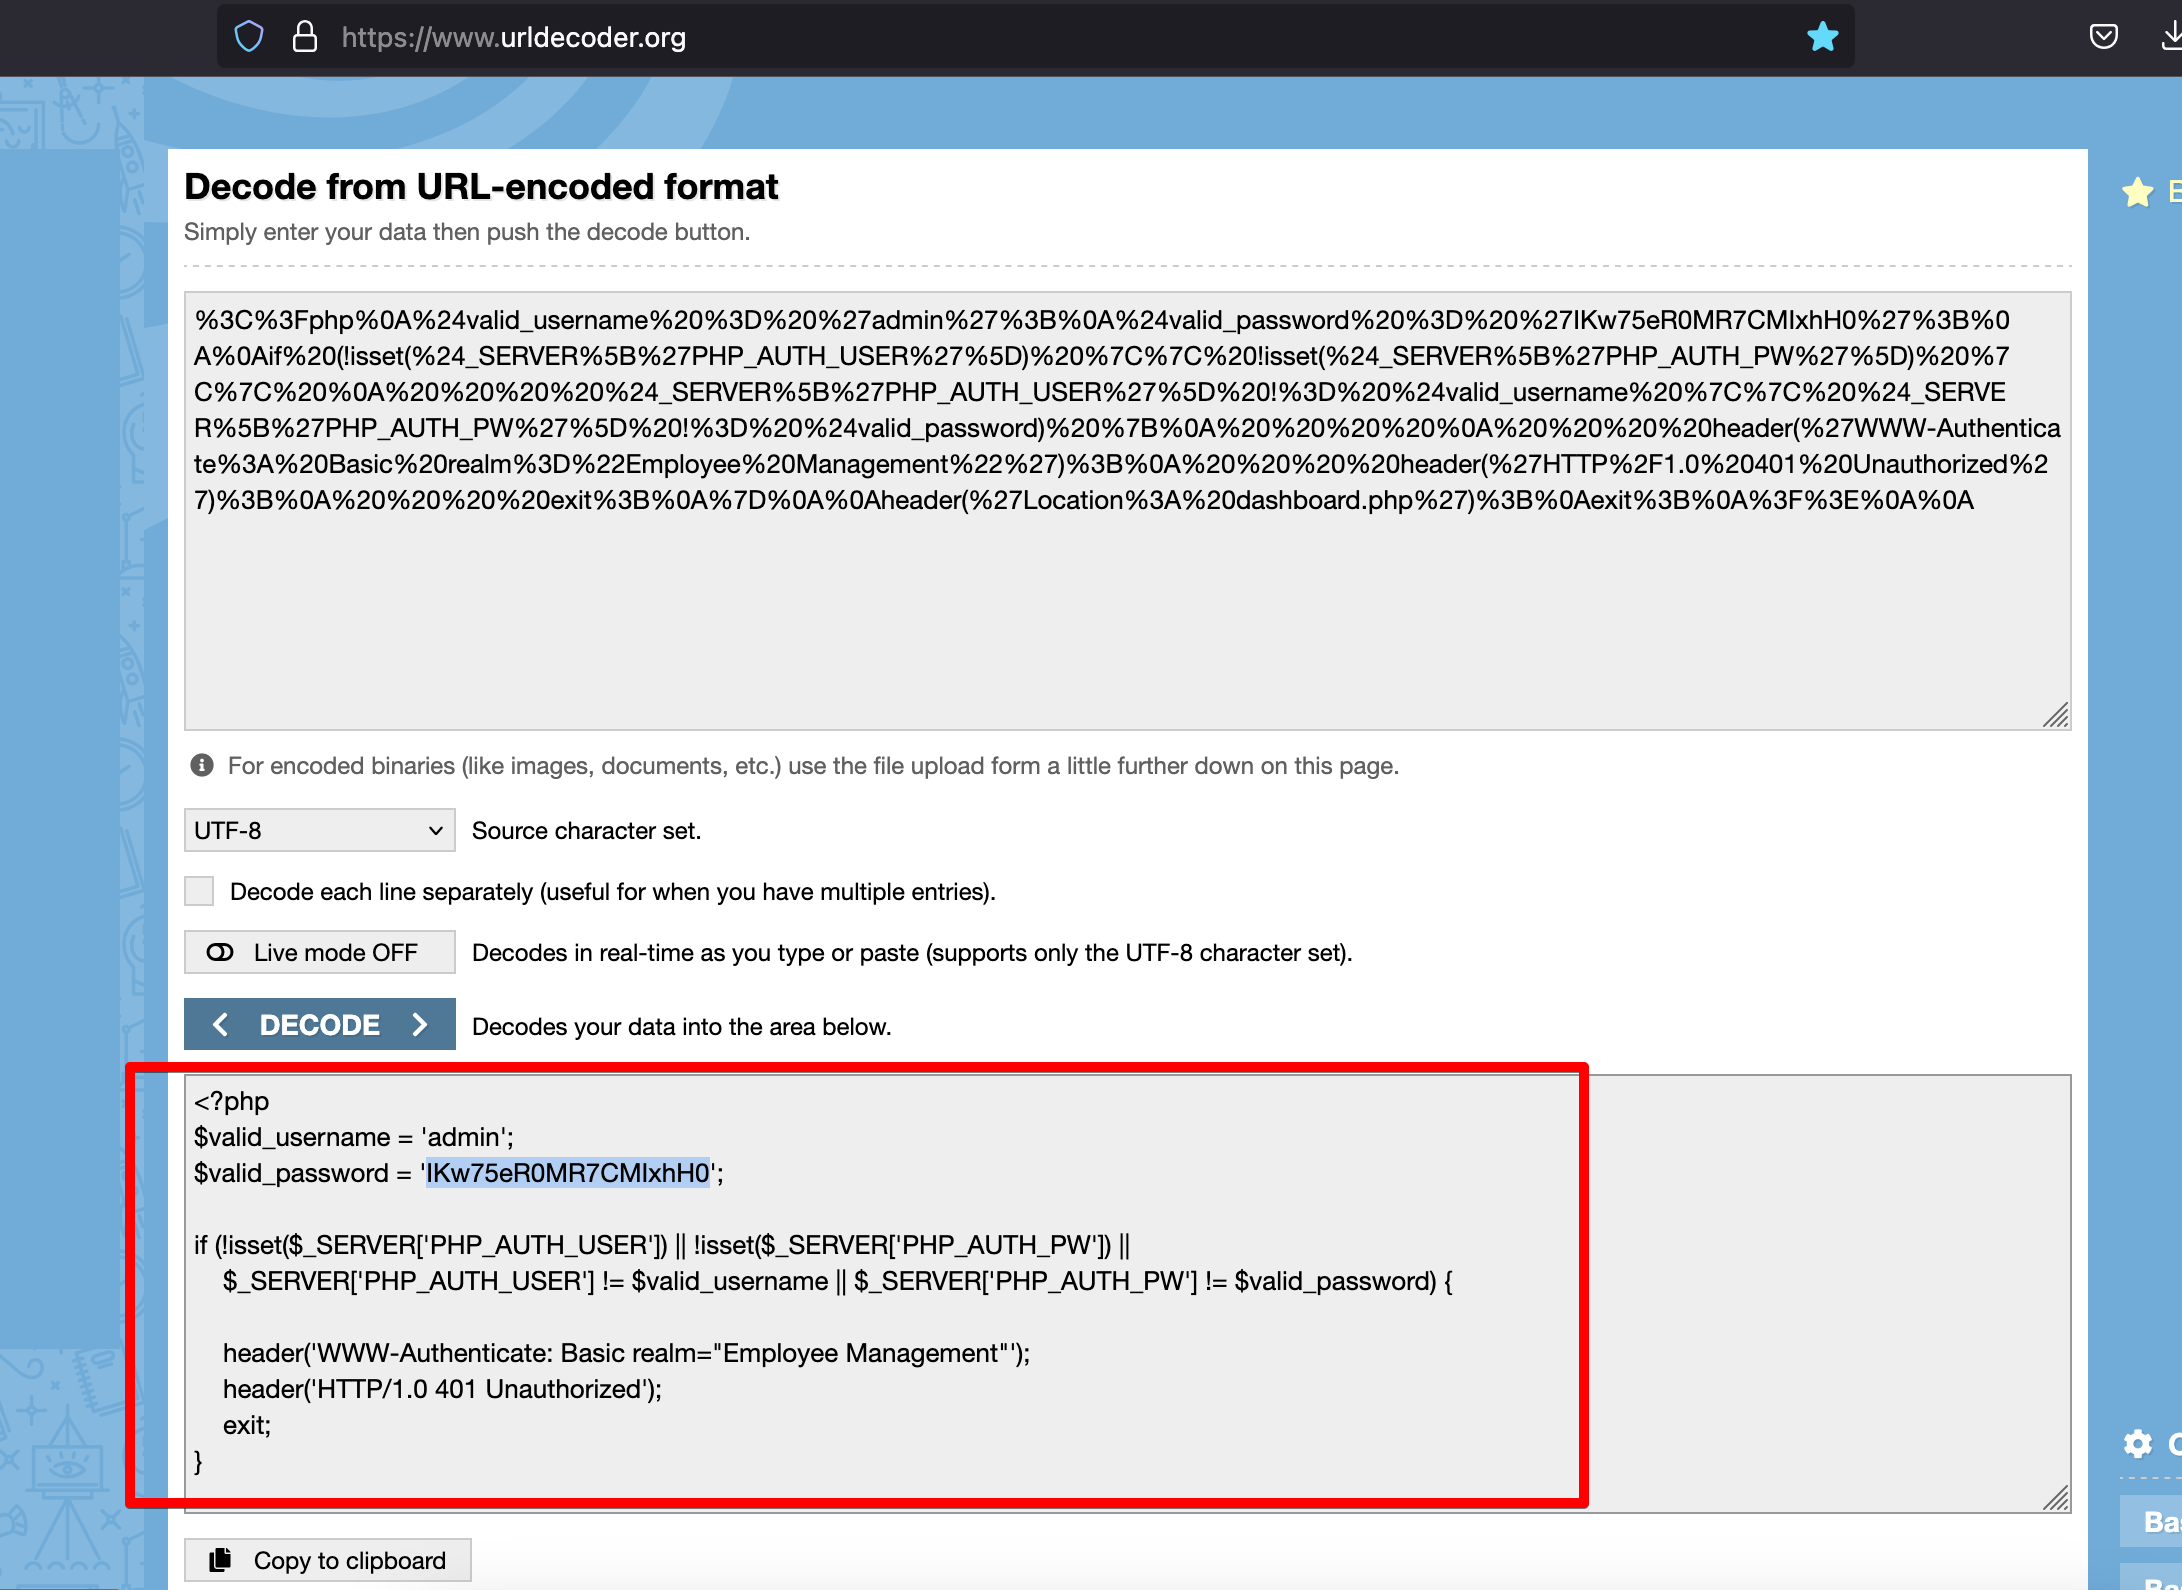 https://www.urldecoder.org
Decode from URL-encoded format
Simply enter your data then push the decode button.
%3C%3Fphp%0A%24valid_username%20%3D%20%27admin%27%3B%0A%24valid_password%20%3D%20%27IKw75eR0MR7CMIxhH0%27%3B%0
A%0Aif%20(!isset(%24_SERVER%5B%27PHP_AUTH_USER%27%5D)%20%7C%7C%20!isset(%24_SERVER%5B%27PHP_AUTH_PW%27%5D)%20%7
C%7C%20%0A%20%20%20%20%24_SERVER%5B%27PHP_AUTH_USER%27%5D%20!%3D%20%24valid_username%20%7C%7C%20%24_SERVE
R%5B%27PHP_AUTH_PW%27%5D%20!%3D%20%24valid_password)%20%7B%0A%20%20%20%20%0A%20%20%20%20header(%27WWW-Authentica
te%3A%20Basic%20realm%3D%22Employee%20Management%22%27)%3B%0A%20%20%20%20header(%27HTTP%2F1.0%20401%20Unauthorized%2
7)%3B%0A%20%20%20%20exit%3B%0A%7D%0A%0Aheader(%27Location%3A%20dashboard.php%27)%3B%0Aexit%3B%0A%3F%3E%0A%0A
For encoded binaries (like images, documents, etc.) use the file upload form a little further down on this page.
UTF-8 Source character set.
Decode each line separately (useful for when you have multiple entries).
Live mode OFF Decodes in real-time as you type or paste (supports only the UTF-8 character set).
< DECODE > Decodes your data into the area below.
<?php
$valid_username = 'admin';
$valid_password = 'IKw75eR0MR7CMIxhH0';
if (!isset($_SERVER['PHP_AUTH_USER']) || !isset($_SERVER['PHP_AUTH_PW']) ||
$_SERVER['PHP_AUTH_USER'] != $valid_username || $_SERVER['PHP_AUTH_PW'] != $valid_password) {
header('WWW-Authenticate: Basic realm="Employee Management"');
header('HTTP/1.0 401 Unauthorized');
exit;
}
Copy to clipboard